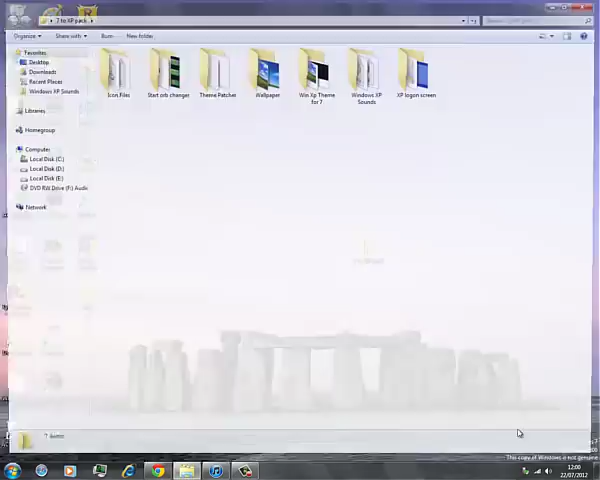 7 to XP pack
Organize Share with Burn New folder
Favorites
Desktop
Downloads
Recent Places
Windows XP Sounds
Libraries
Homegroup
Computer
Local Disk (C:)
Local Disk (D:)
Local Disk (E:)
DVD RW Drive (F:) Audio
Network
Icon Files
Start orb changer
Theme Patcher
Wallpaper
Win Xp Theme
for 7
Windows XP
Sounds
XP logon screen
7 items
This copy of Windows is not genuine
12:00
22/07/2012